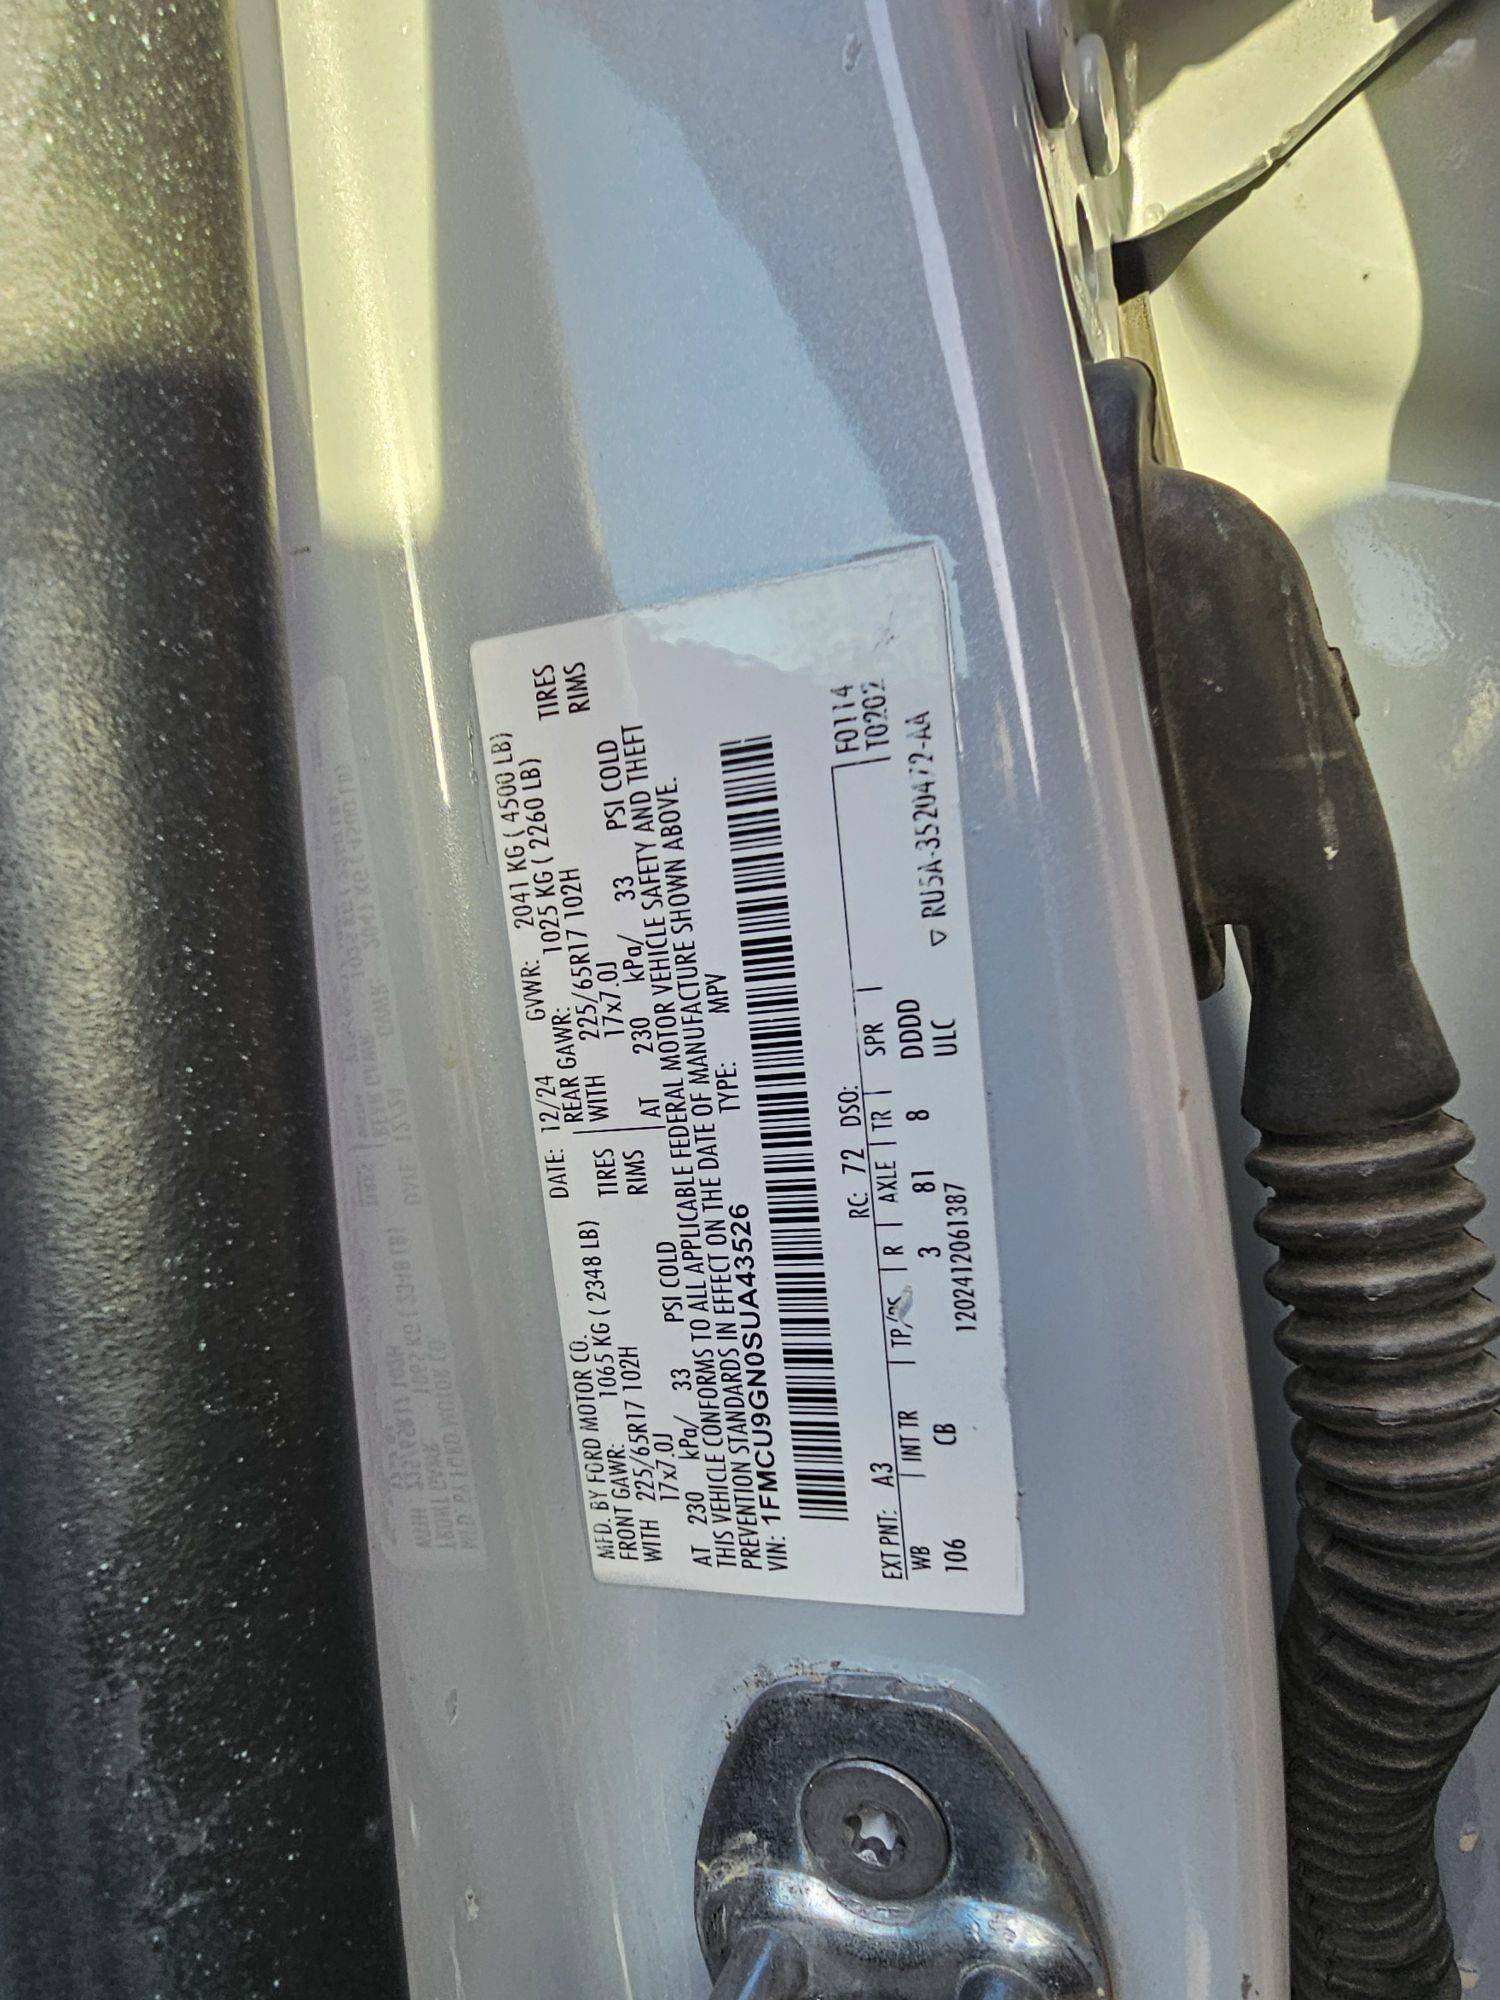 MFD. BY FORD MOTOR CO. DATE: 12/24 GVWR: 2041 KG ( 4500 LB)
FRONT GAWR: 1065 KG ( 2348 LB) REAR GAWR: 1025 KG ( 2260 LB)
WITH 225/65R17 102H TIRES WITH 225/65R17 102H TIRES
17x7.0J RIMS 17x7.0J RIMS
AT 230 kPa/ 33 PSI COLD AT 230 kPa/ 33 PSI COLD
THIS VEHICLE CONFORMS TO ALL APPLICABLE FEDERAL MOTOR VEHICLE SAFETY AND THEFT
PREVENTION STANDARDS IN EFFECT ON THE DATE OF MANUFACTURE SHOWN ABOVE.
VIN: 1FMCU9GN0SUA43526 TYPE: MPV
EXT PNT: A3 RC: 72 DSO: F0114
WB INT TR TP/PS R AXLE TR SPR T0202
106 CB 3 81 8 DDDD
1202412061387 ULC ▽ RU5A-3520472-AA